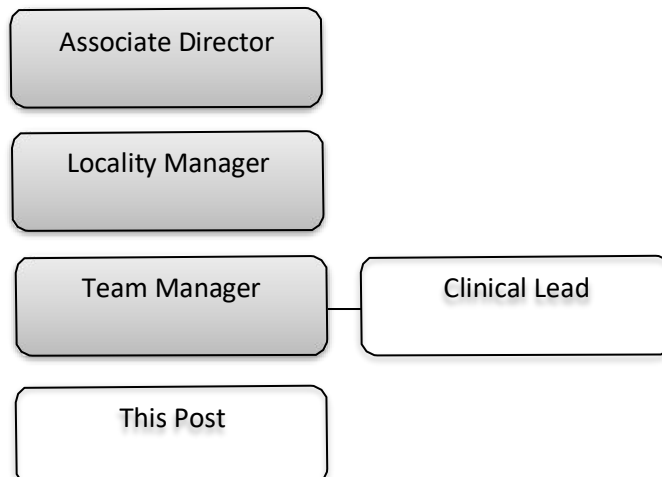 Associate Director
Locality Manager
Team Manager
Clinical Lead
This Post